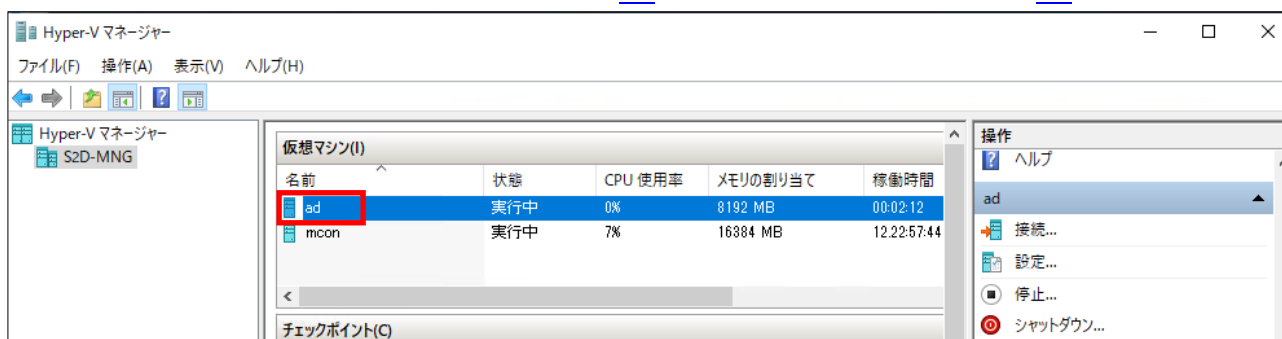 Hyper-V マネージャー
ファイル(F) 操作(A) 表示(V) ヘルプ(H)
Hyper-V マネージャー
S2D-MNG
仮想マシン(I)
名前 状態 CPU 使用率 メモリの割り当て 稼働時間
ad 実行中 0% 8192 MB 00:02:12
mcon 実行中 7% 16384 MB 12.22:57:44
チェックポイント(C)
操作
ヘルプ
ad
接続...
設定...
停止...
シャットダウン...